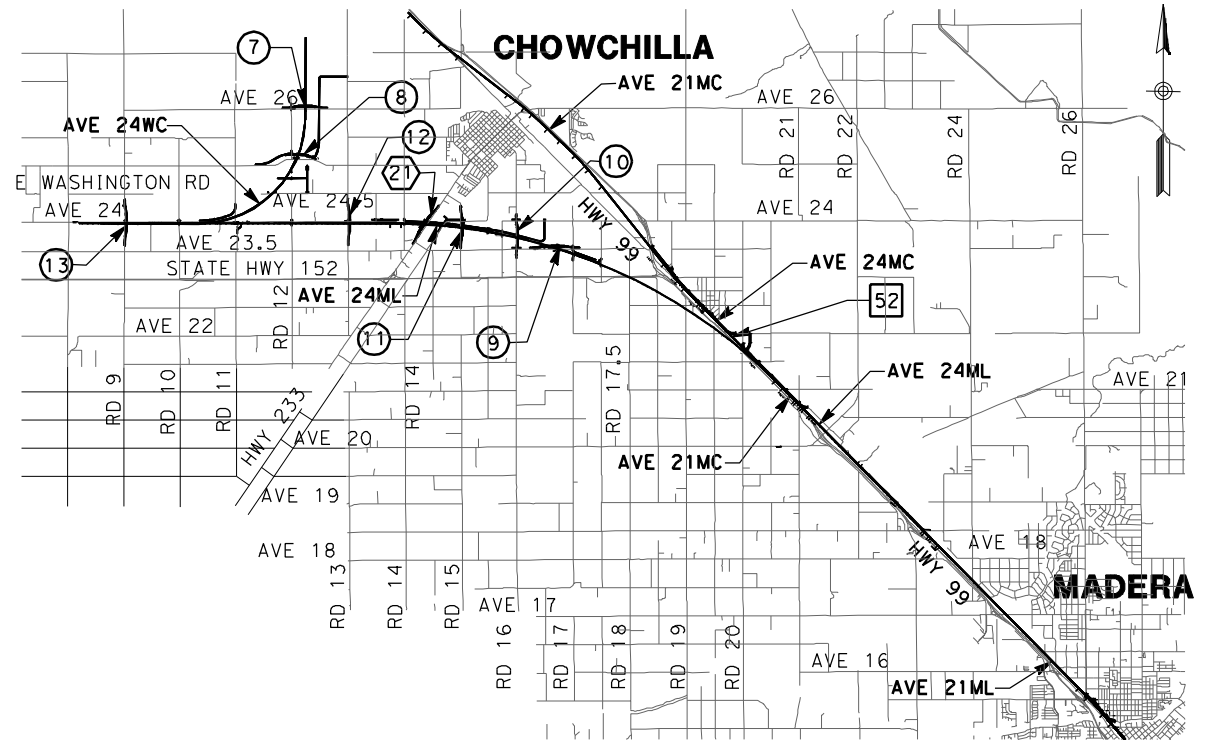 CHOWCHILLA
7
AVE 21MC
AVE 26
8
AVE 26
AVE 24WC
12
RD 21
RD 22
RD 24
RD 26
21
10
E WASHINGTON RD
AVE 24.5
AVE 24
AVE 24
HWY 99
AVE 23.5
13
STATE HWY 152
AVE 24MC
AVE 24ML
52
RD 12
AVE 22
11
9
AVE 24ML
AVE 21
RD 9
RD 10
RD 11
RD 14
RD 17.5
HWY 233
AVE 20
AVE 21MC
AVE 19
AVE 18
AVE 18
HWY 99
RD 13
RD 14
RD 15
MADERA
AVE 17
RD 16
RD 17
RD 18
RD 19
RD 20
AVE 16
AVE 21ML